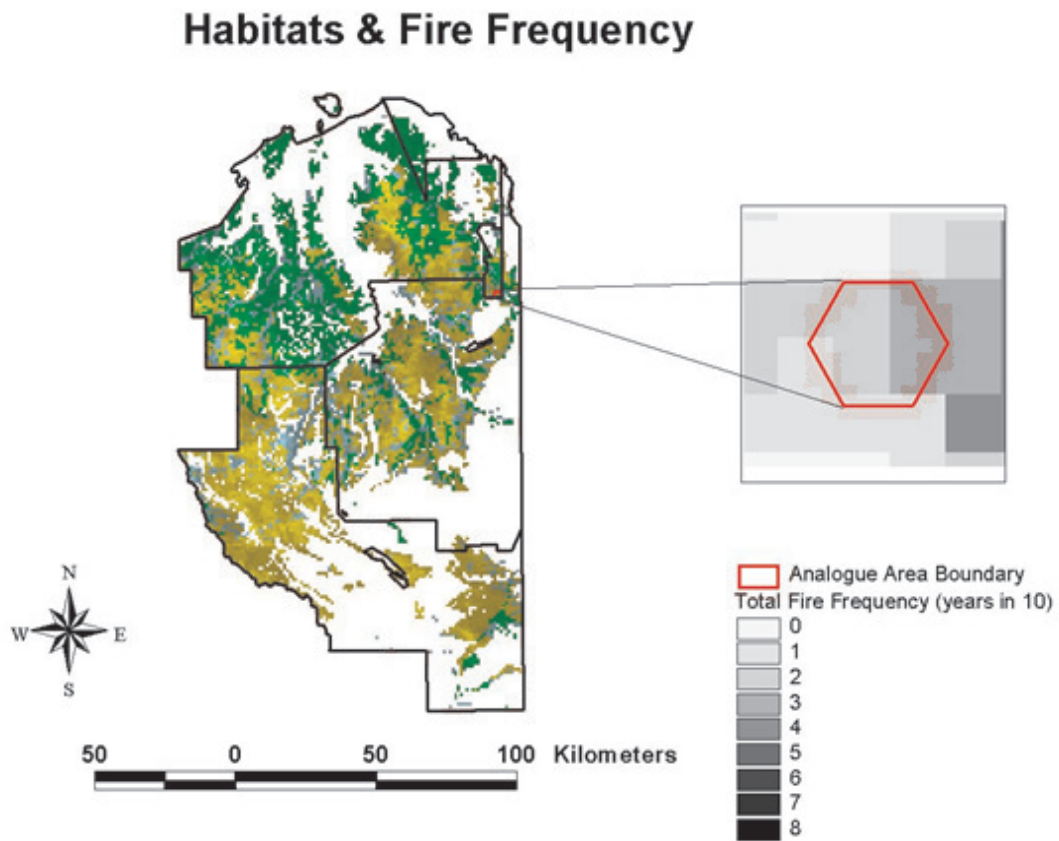 Habitats & Fire Frequency
N
W E
S
50 0 50 100 Kilometers
Analogue Area Boundary
Total Fire Frequency (years in 10)
0
1
2
3
4
5
6
7
8